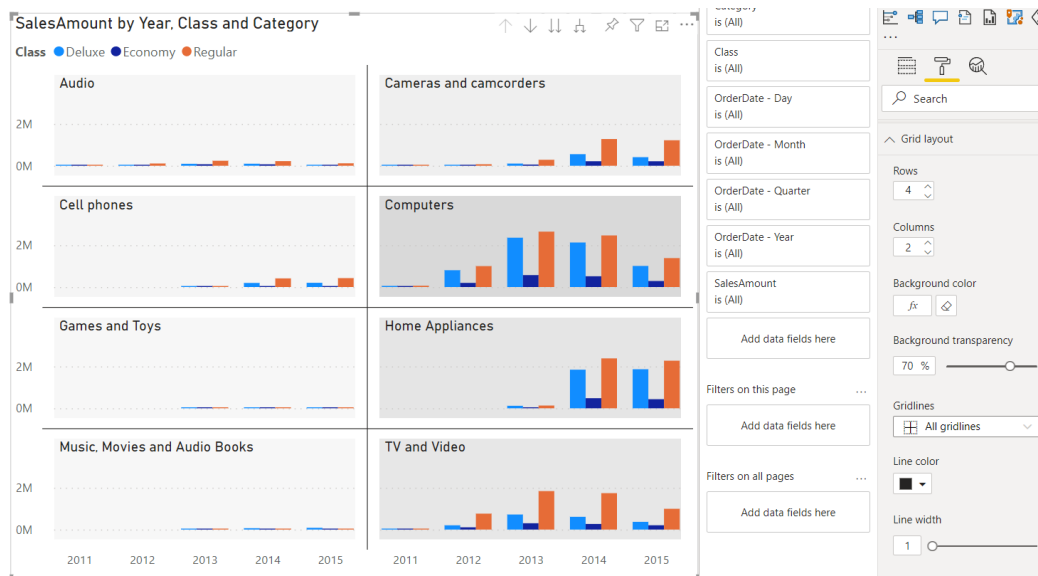 SalesAmount by Year, Class and Category
Class Deluxe Economy Regular
Audio
2M
0M
Cameras and camcorders
Cell phones
2M
0M
Computers
Games and Toys
2M
0M
Home Appliances
Music, Movies and Audio Books
2M
0M
TV and Video
2011 2012 2013 2014 2015
2011 2012 2013 2014 2015
Category
is (All)
Class
is (All)
OrderDate - Day
is (All)
OrderDate - Month
is (All)
OrderDate - Quarter
is (All)
OrderDate - Year
is (All)
SalesAmount
is (All)
Add data fields here
Filters on this page ...
Add data fields here
Filters on all pages ...
Add data fields here
...
Search
Grid layout
Rows
4
Columns
2
Background color
fx
Background transparency
70 %
Gridlines
All gridlines
Line color
Line width
1